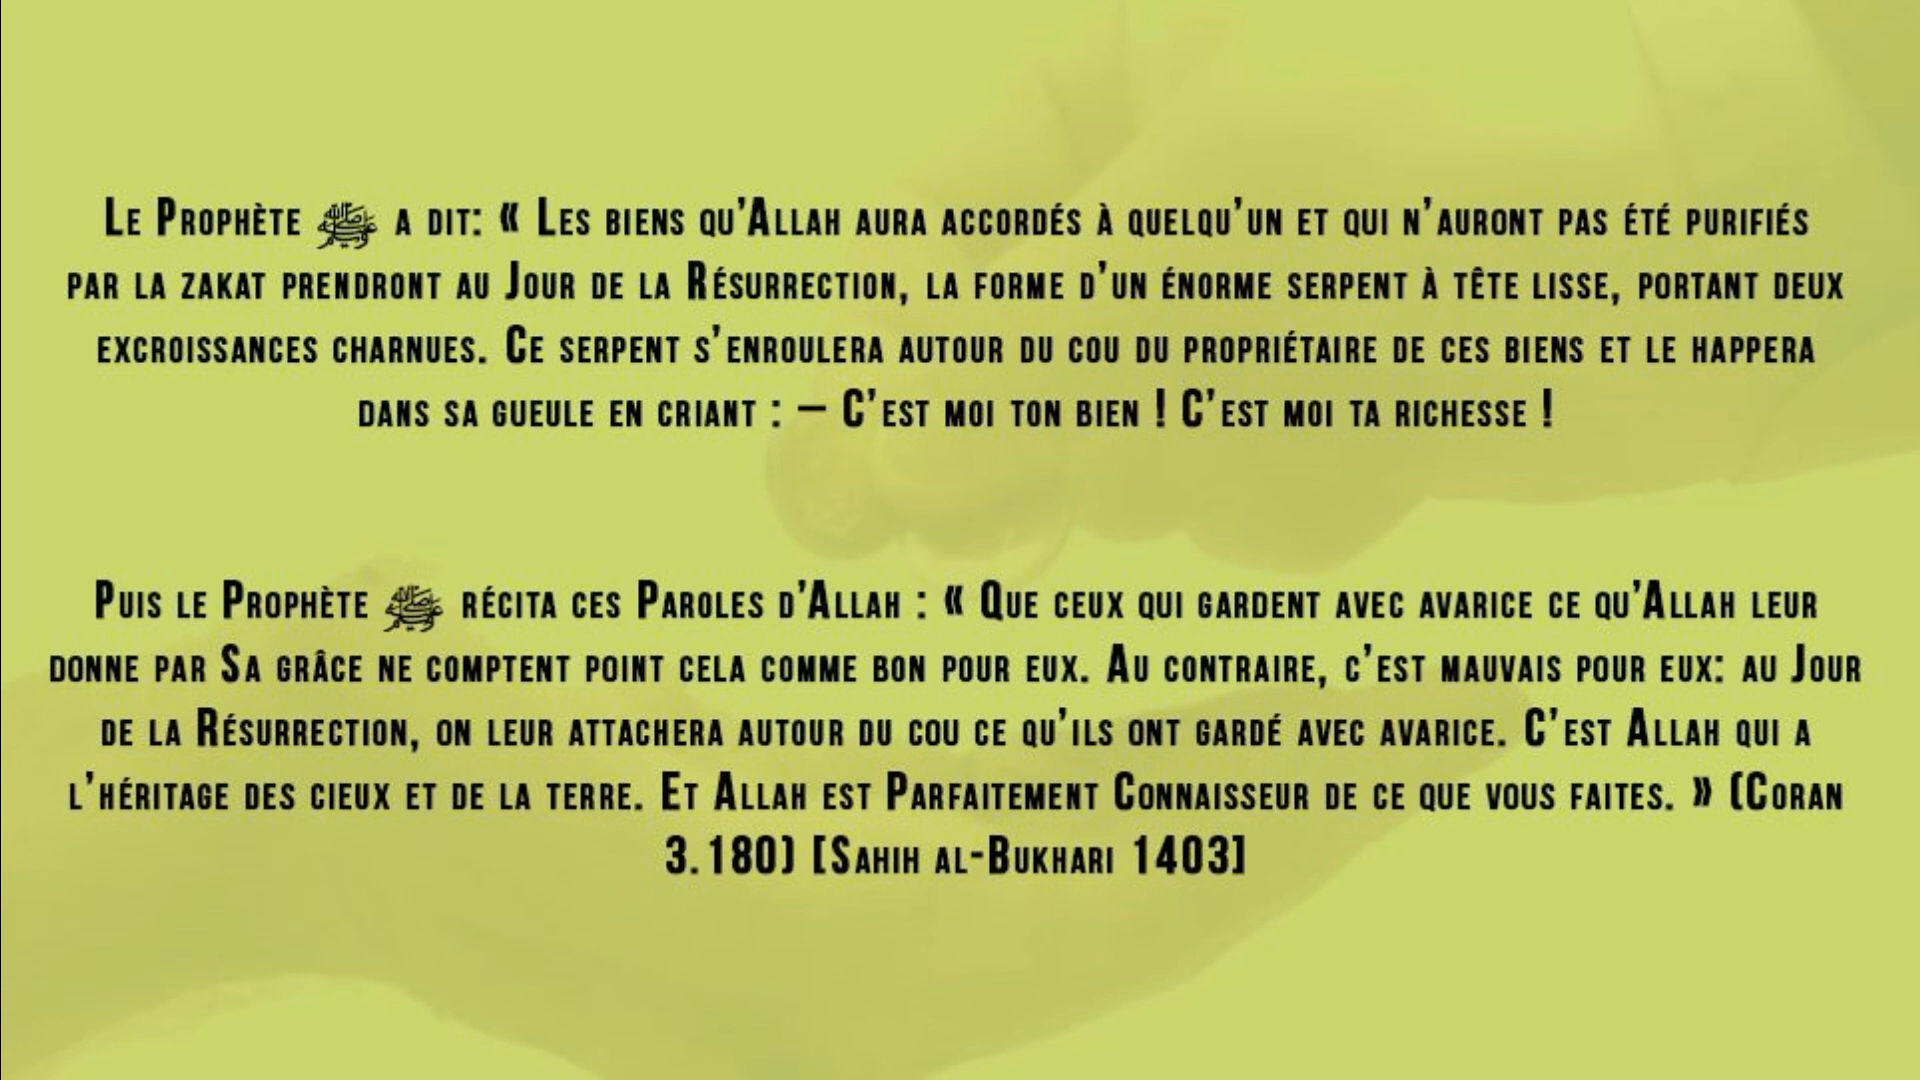 Le Prophète ﷺ a dit: « Les biens qu’Allah aura accordés à quelqu’un et qui n’auront pas été purifiés
par la zakat prendront au Jour de la Résurrection, la forme d’un énorme serpent à tête lisse, portant deux
excroissances charnues. Ce serpent s’enroulera autour du cou du propriétaire de ces biens et le happera
dans sa gueule en criant : – C’est moi ton bien ! C’est moi ta richesse !
Puis le Prophète ﷺ récita ces Paroles d’Allah : « Que ceux qui gardent avec avarice ce qu’Allah leur
donne par Sa grâce ne comptent point cela comme bon pour eux. Au contraire, c’est mauvais pour eux: au Jour
de la Résurrection, on leur attachera autour du cou ce qu’ils ont gardé avec avarice. C’est Allah qui a
l’héritage des cieux et de la terre. Et Allah est Parfaitement Connaisseur de ce que vous faites. » (Coran
3.180) [Sahih al-Bukhari 1403]